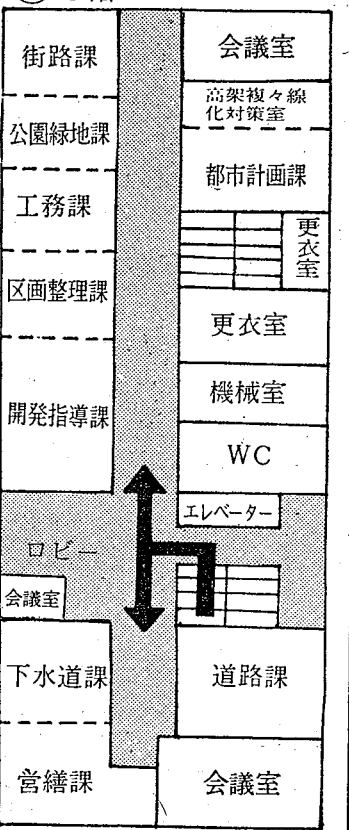 街路課
公園緑地課
工務課
区画整理課
開発指導課
ロビー
会議室
下水道課
営繕課
会議室
高架複々線
化対策室
都市計画課
更衣室
更衣室
機械室
WC
エレベーター
道路課
会議室